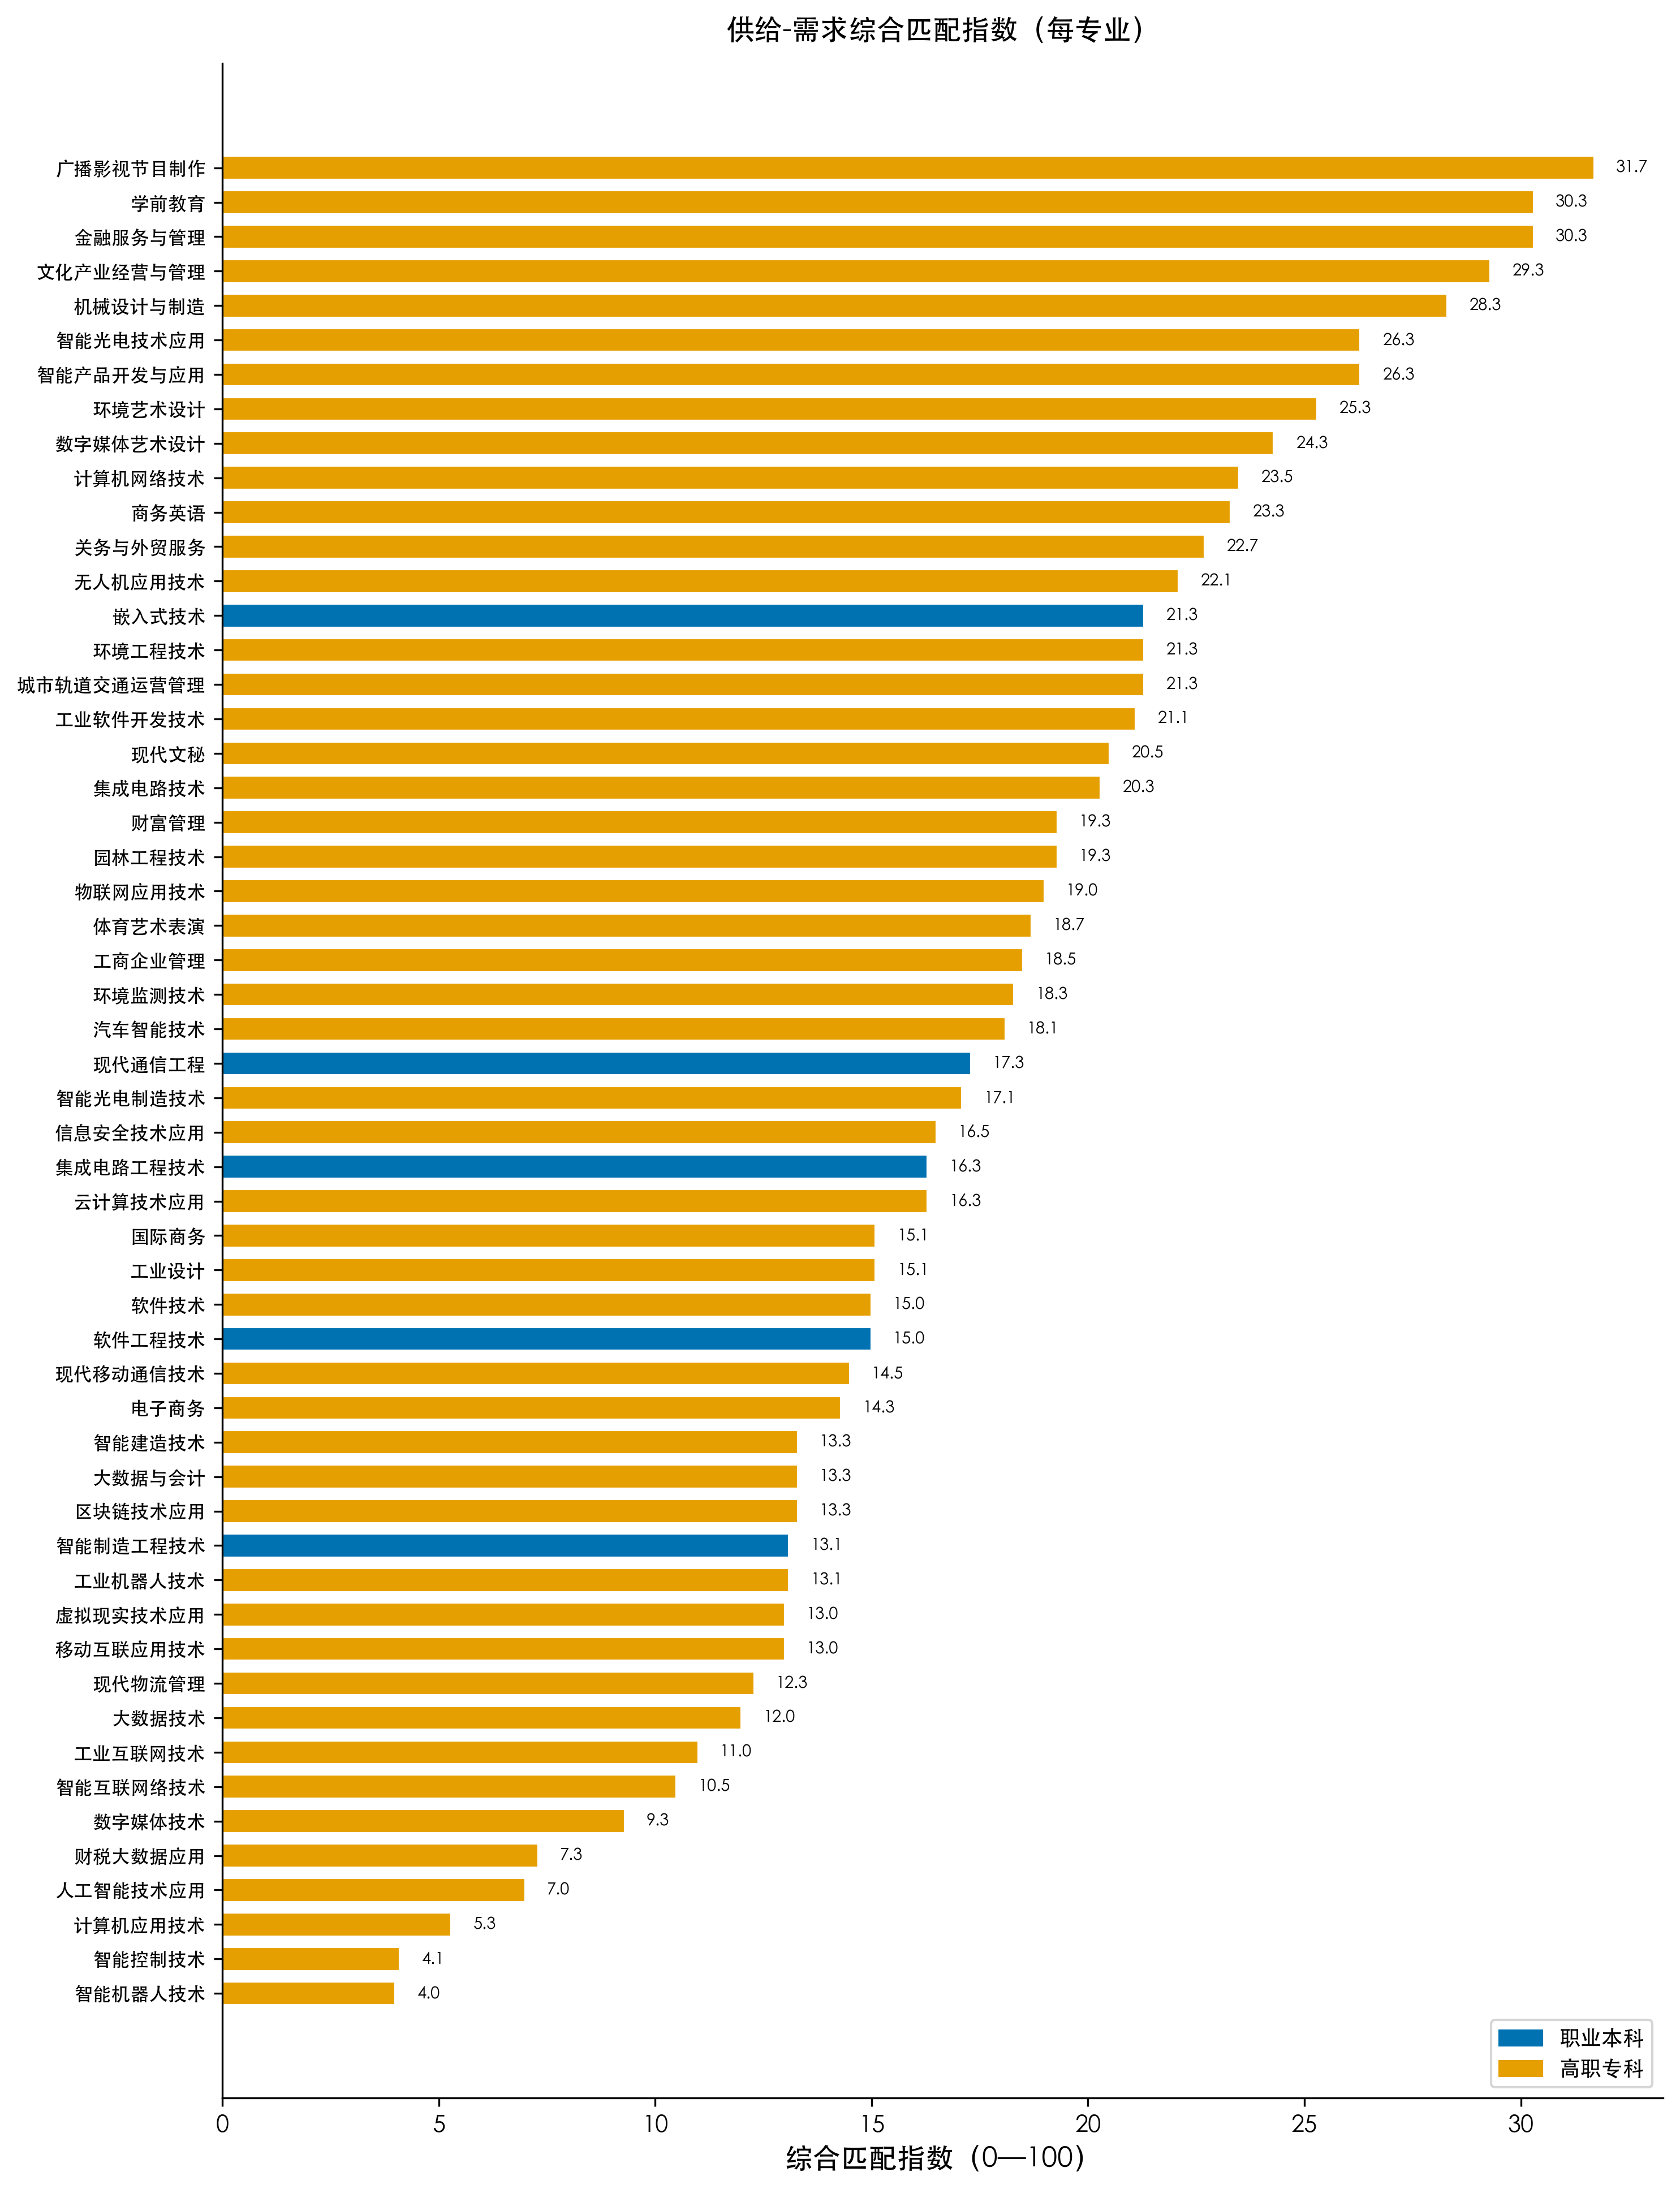 供给-需求综合匹配指数（每专业）
广播影视节目制作 31.7
学前教育 30.3
金融服务与管理 30.3
文化产业经营与管理 29.3
机械设计与制造 28.3
智能光电技术应用 26.3
智能产品开发与应用 26.3
环境艺术设计 25.3
数字媒体艺术设计 24.3
计算机网络技术 23.5
商务英语 23.3
关务与外贸服务 22.7
无人机应用技术 22.1
嵌入式技术 21.3
环境工程技术 21.3
城市轨道交通运营管理 21.3
工业软件开发技术 21.1
现代文秘 20.5
集成电路技术 20.3
财富管理 19.3
园林工程技术 19.3
物联网应用技术 19.0
体育艺术表演 18.7
工商企业管理 18.5
环境监测技术 18.3
汽车智能技术 18.1
现代通信工程 17.3
智能光电制造技术 17.1
信息安全技术应用 16.5
集成电路工程技术 16.3
云计算技术应用 16.3
国际商务 15.1
工业设计 15.1
软件技术 15.0
软件工程技术 15.0
现代移动通信技术 14.5
电子商务 14.3
智能建造技术 13.3
大数据与会计 13.3
区块链技术应用 13.3
智能制造工程技术 13.1
工业机器人技术 13.1
虚拟现实技术应用 13.0
移动互联应用技术 13.0
现代物流管理 12.3
大数据技术 12.0
工业互联网技术 11.0
智能互联网络技术 10.5
数字媒体技术 9.3
财税大数据应用 7.3
人工智能技术应用 7.0
计算机应用技术 5.3
智能控制技术 4.1
智能机器人技术 4.0
职业本科
高职专科
0 5 10 15 20 25 30
综合匹配指数（0—100）